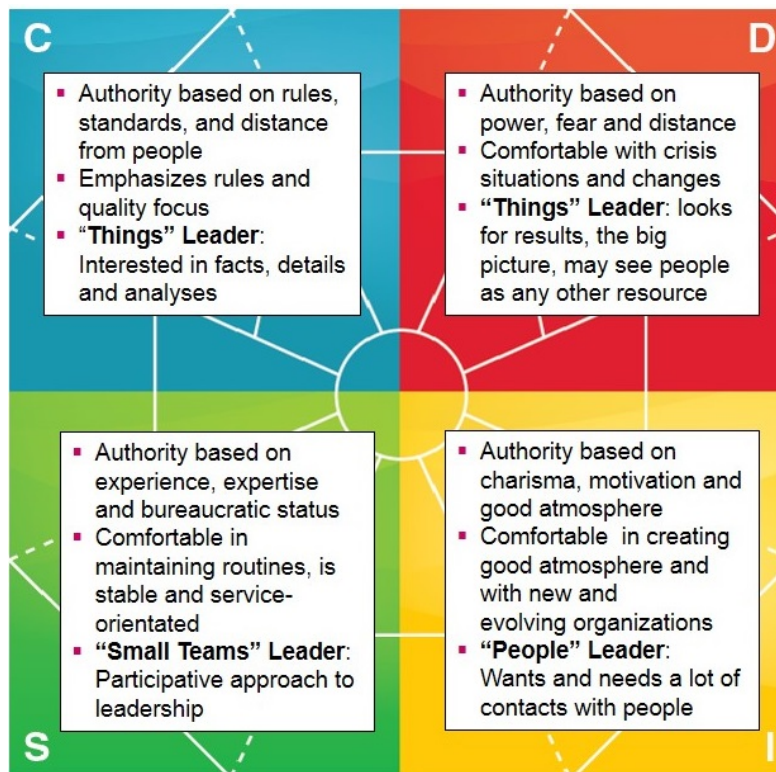 C
▪ Authority based on rules,
standards, and distance
from people
▪ Emphasizes rules and
quality focus
▪ “Things” Leader:
Interested in facts, details
and analyses
D
▪ Authority based on
power, fear and distance
▪ Comfortable with crisis
situations and changes
▪ “Things” Leader: looks
for results, the big
picture, may see people
as any other resource
▪ Authority based on
experience, expertise
and bureaucratic status
▪ Comfortable in
maintaining routines, is
stable and service-
orientated
▪ “Small Teams” Leader:
Participative approach to
leadership
S
▪ Authority based on
charisma, motivation and
good atmosphere
▪ Comfortable in creating
good atmosphere and
with new and
evolving organizations
▪ “People” Leader:
Wants and needs a lot of
contacts with people
I